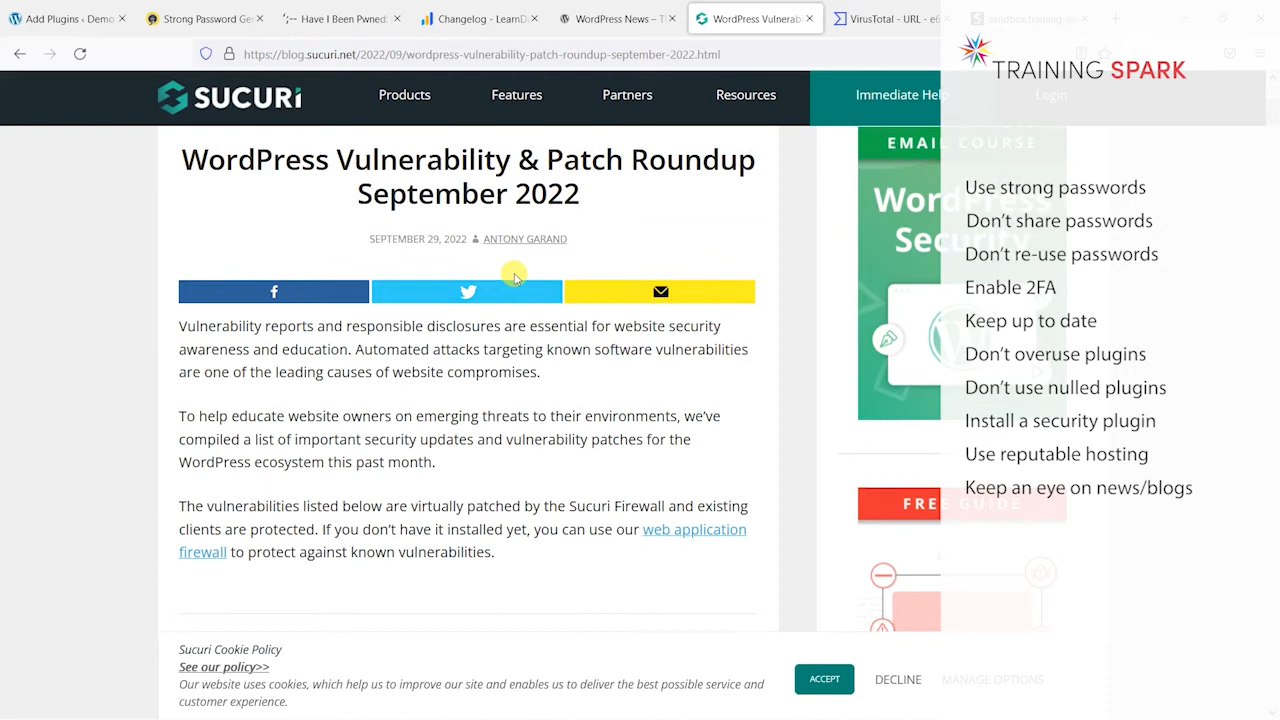 Add Plugins ‹ Demo
Strong Password Ge
Have I Been Pwned:
Changelog - LearnD
WordPress News – T
WordPress Vulnerab
VirusTotal - URL - e6
sandbox.training-sp
https://blog.sucuri.net/2022/09/wordpress-vulnerability-patch-roundup-september-2022.html
TRAINING SPARK
SUCURi
Products
Features
Partners
Resources
Immediate Help
Login
WordPress Vulnerability & Patch Roundup
September 2022
SEPTEMBER 29, 2022 ANTONY GARAND
Vulnerability reports and responsible disclosures are essential for website security
awareness and education. Automated attacks targeting known software vulnerabilities
are one of the leading causes of website compromises.
To help educate website owners on emerging threats to their environments, we’ve
compiled a list of important security updates and vulnerability patches for the
WordPress ecosystem this past month.
The vulnerabilities listed below are virtually patched by the Sucuri Firewall and existing
clients are protected. If you don’t have it installed yet, you can use our web application
firewall to protect against known vulnerabilities.
EMAIL COURSE
WordPress
Security
FREE GUIDE
Use strong passwords
Don’t share passwords
Don’t re-use passwords
Enable 2FA
Keep up to date
Don’t overuse plugins
Don’t use nulled plugins
Install a security plugin
Use reputable hosting
Keep an eye on news/blogs
Sucuri Cookie Policy
See our policy>>
Our website uses cookies, which help us to improve our site and enables us to deliver the best possible service and
customer experience.
ACCEPT
DECLINE
MANAGE OPTIONS